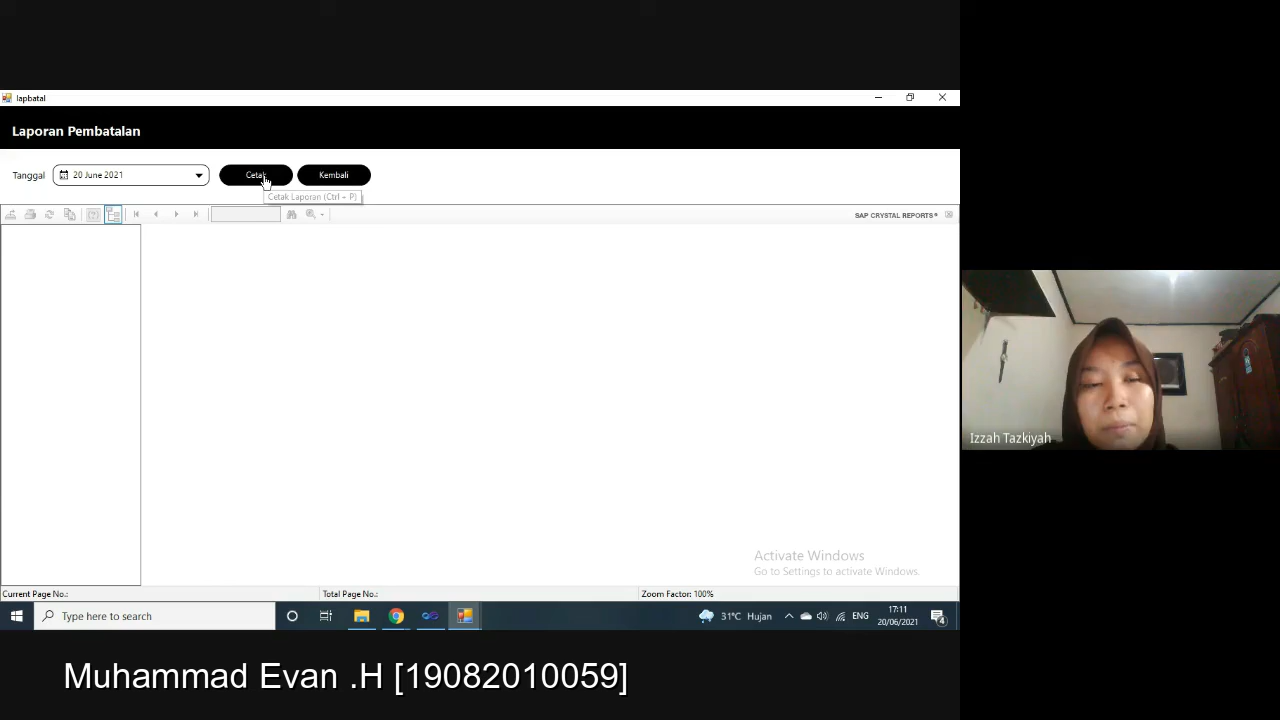 lapbatal
Laporan Pembatalan
Tanggal
20 June 2021
Cetak
Kembali
Cetak Laporan (Ctrl + P)
SAP CRYSTAL REPORTS®
Izzah Tazkiyah
Activate Windows
Go to Settings to activate Windows.
Current Page No.:
Total Page No.:
Zoom Factor: 100%
Type here to search
31°C Hujan
ENG
17:11
20/06/2021
4
Muhammad Evan .H [19082010059]